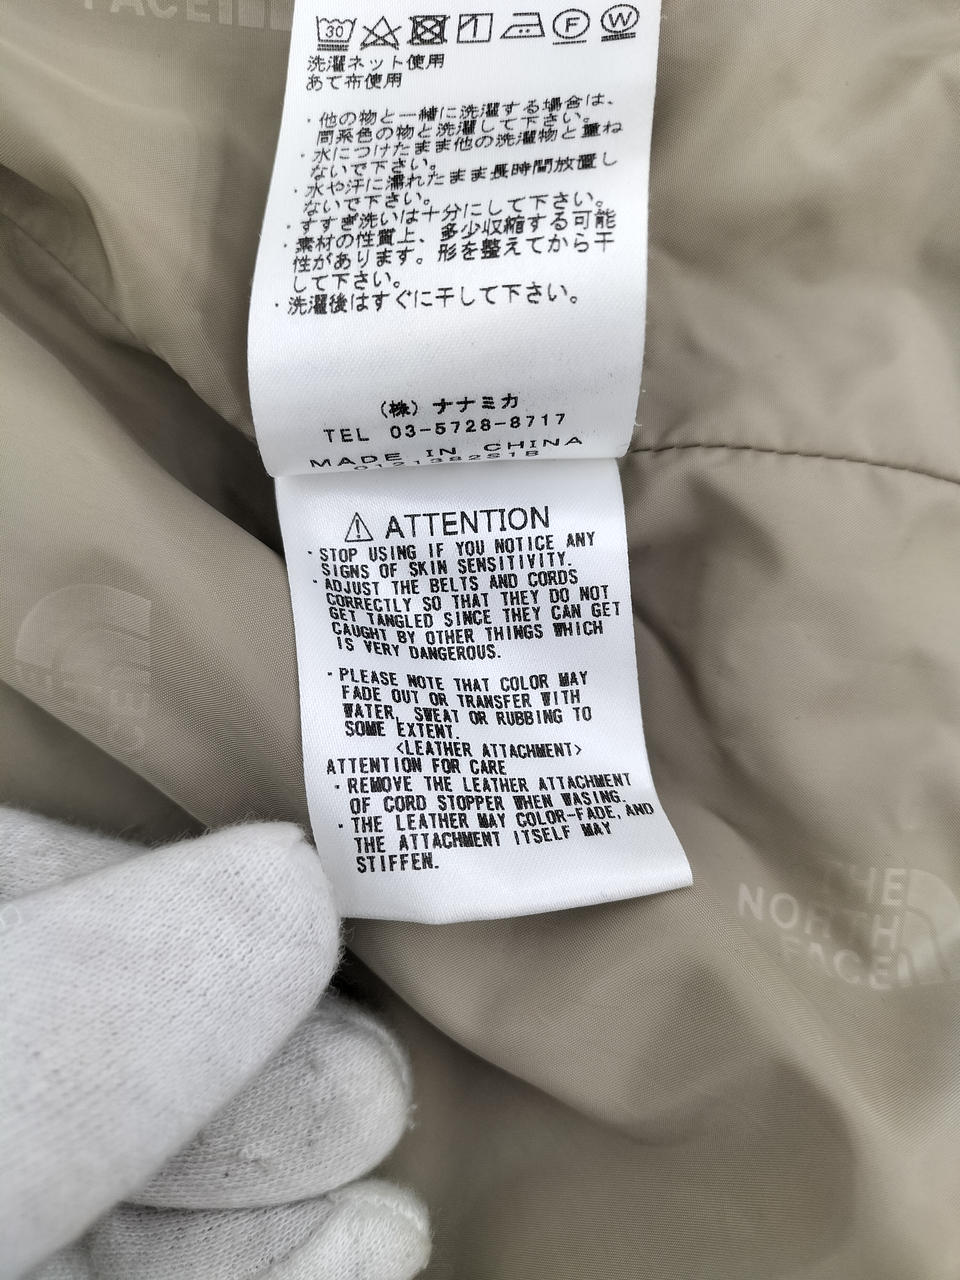 FACE
30
F
W
洗濯ネット使用
あて布使用
・他の物と一緒に洗濯する場合は、
同系色の物と洗濯して下さい。
・水につけたまま他の洗濯物と重ね
ないで下さい。
・水や汗に濡れたまま長時間放置し
ないで下さい。
・すすぎ洗いは十分にして下さい。
・素材の性質上、多少収縮する可能
性があります。形を整えてから干
して下さい。
・洗濯後はすぐに干して下さい。
(株) ナナミカ
TEL 03-5728-8717
MADE IN CHINA
ATTENTION
・STOP USING IF YOU NOTICE ANY
SIGNS OF SKIN SENSITIVITY.
・ADJUST THE BELTS AND CORDS
CORRECTLY SO THAT THEY DO NOT
GET TANGLED SINCE THEY CAN GET
CAUGHT BY OTHER THINGS WHICH
IS VERY DANGEROUS.
・PLEASE NOTE THAT COLOR MAY
FADE OUT OR TRANSFER WITH
WATER, SWEAT OR RUBBING TO
SOME EXTENT.
<LEATHER ATTACHMENT>
ATTENTION FOR CARE
・REMOVE THE LEATHER ATTACHMENT
OF CORD STOPPER WHEN WASING.
・THE LEATHER MAY COLOR-FADE, AND
THE ATTACHMENT ITSELF MAY
STIFFEN.
THE
NORTH
FACE